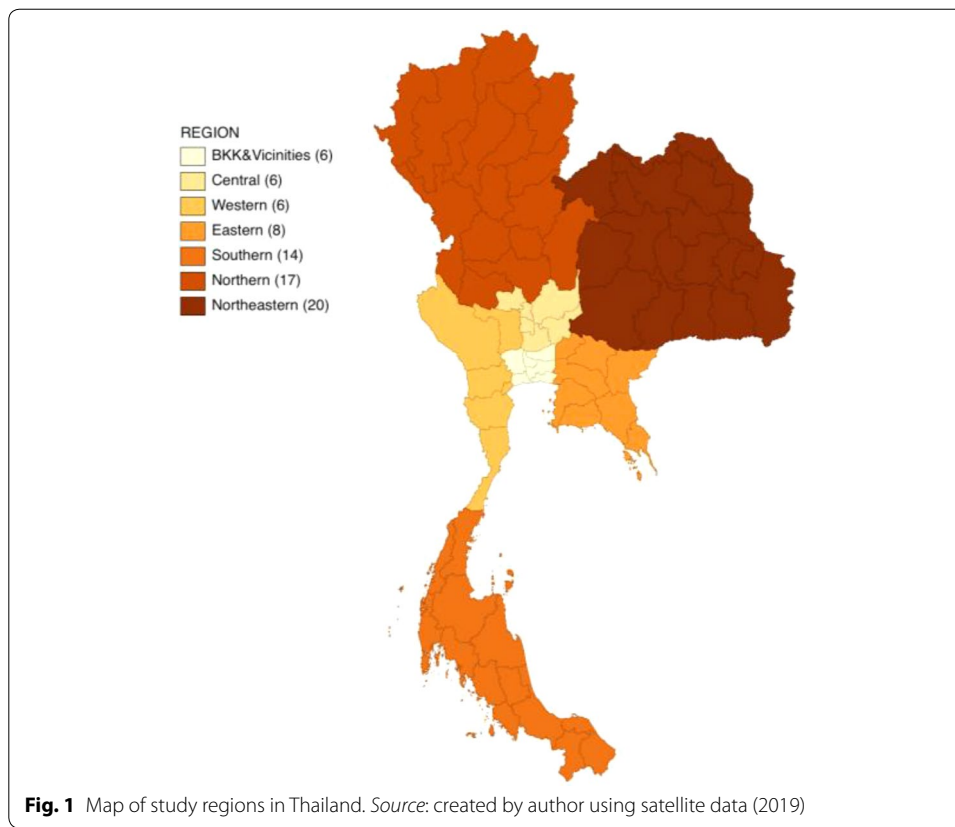 REGION
BKK&Vicinities (6)
Central (6)
Western (6)
Eastern (8)
Southern (14)
Northern (17)
Northeastern (20)
Fig. 1 Map of study regions in Thailand. Source: created by author using satellite data (2019)